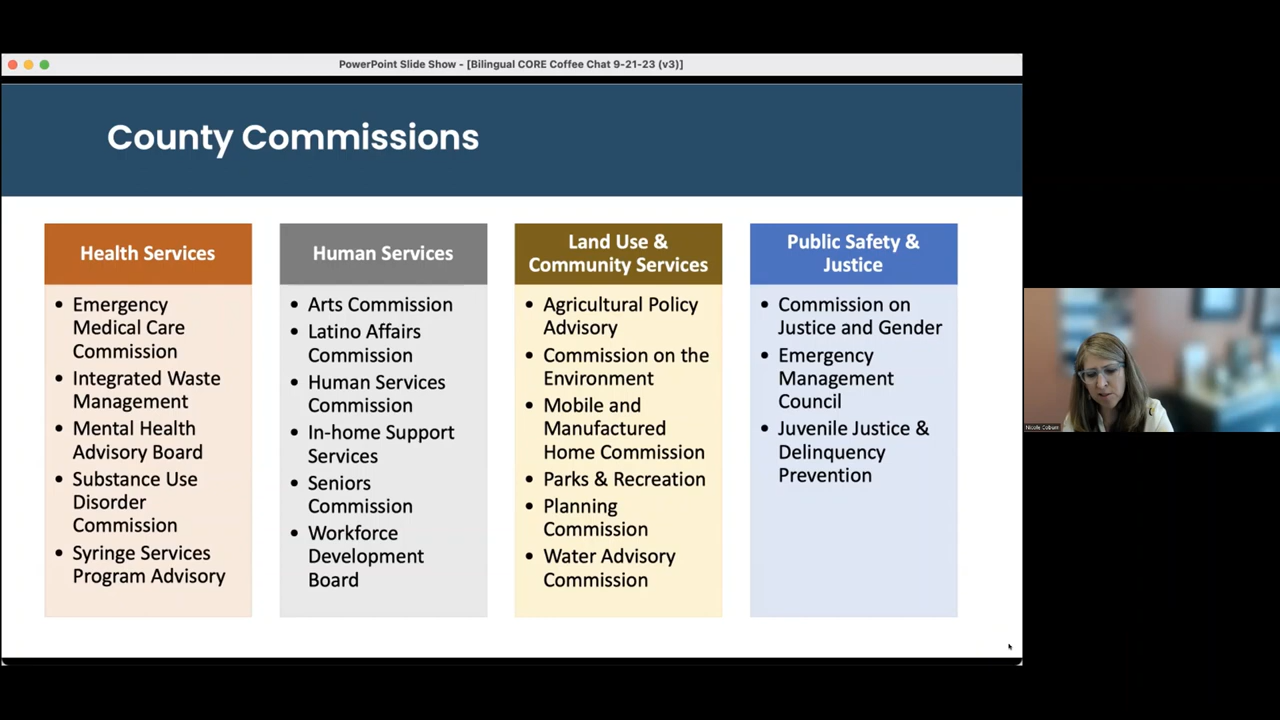 PowerPoint Slide Show - [Bilingual CORE Coffee Chat 9-21-23 (v3)]
County Commissions
Health Services
• Emergency
Medical Care
Commission
• Integrated Waste
Management
• Mental Health
Advisory Board
• Substance Use
Disorder
Commission
• Syringe Services
Program Advisory
Human Services
• Arts Commission
• Latino Affairs
Commission
• Human Services
Commission
• In-home Support
Services
• Seniors
Commission
• Workforce
Development
Board
Land Use &
Community Services
• Agricultural Policy
Advisory
• Commission on the
Environment
• Mobile and
Manufactured
Home Commission
• Parks & Recreation
• Planning
Commission
• Water Advisory
Commission
Public Safety &
Justice
• Commission on
Justice and Gender
• Emergency
Management
Council
• Juvenile Justice &
Delinquency
Prevention
Nicole Coburn